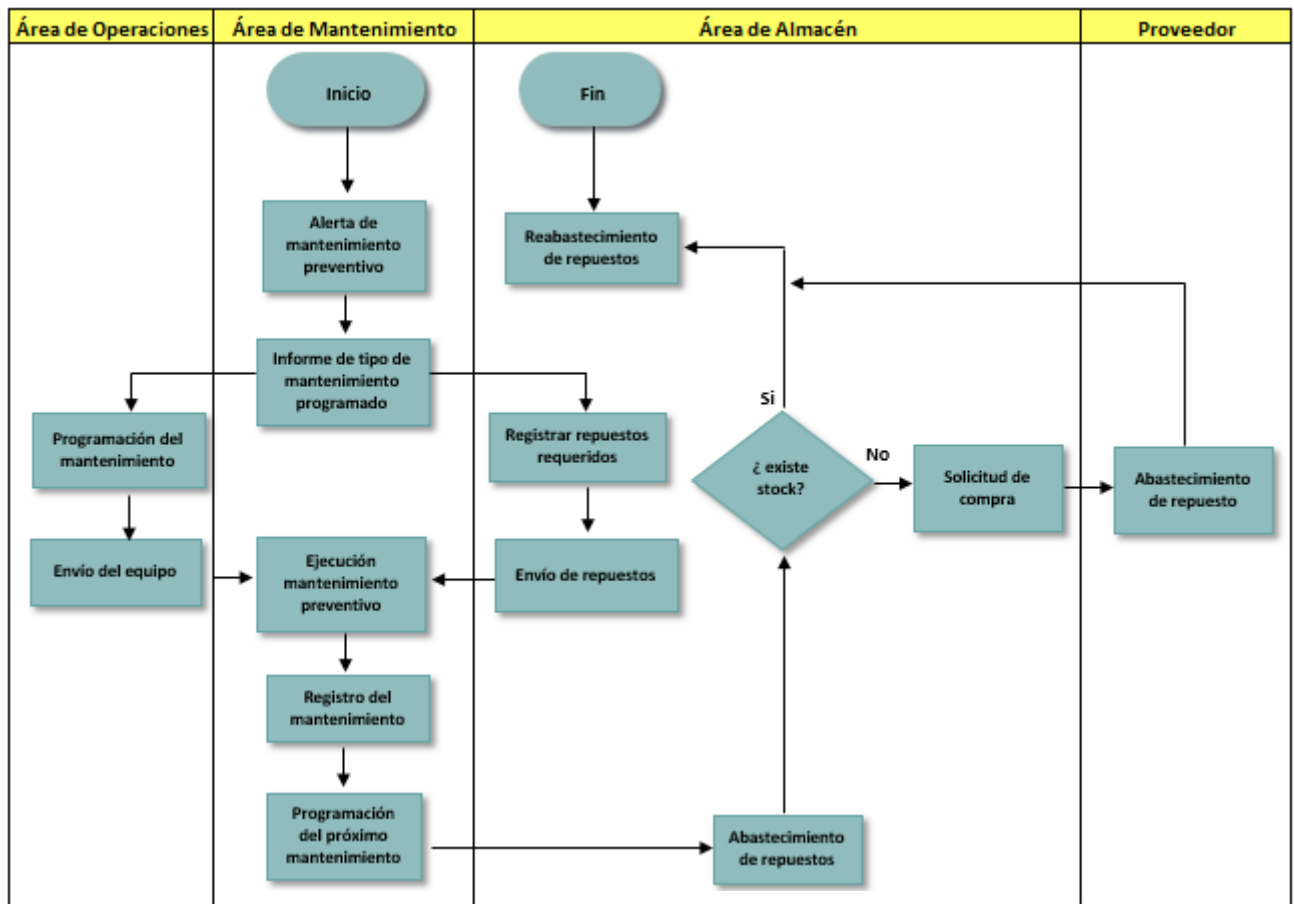 Área de Operaciones
Área de Mantenimiento
Área de Almacén
Proveedor
Inicio
Fin
Alerta de
mantenimiento
preventivo
Reabastecimiento
de repuestos
Informe de tipo de
mantenimiento
programado
Programación del
mantenimiento
Registrar repuestos
requeridos
Si
¿ existe
stock?
No
Solicitud de
compra
Abastecimiento
de repuesto
Envío del equipo
Ejecución
mantenimiento
preventivo
Envío de repuestos
Registro del
mantenimiento
Programación
del próximo
mantenimiento
Abastecimiento
de repuestos